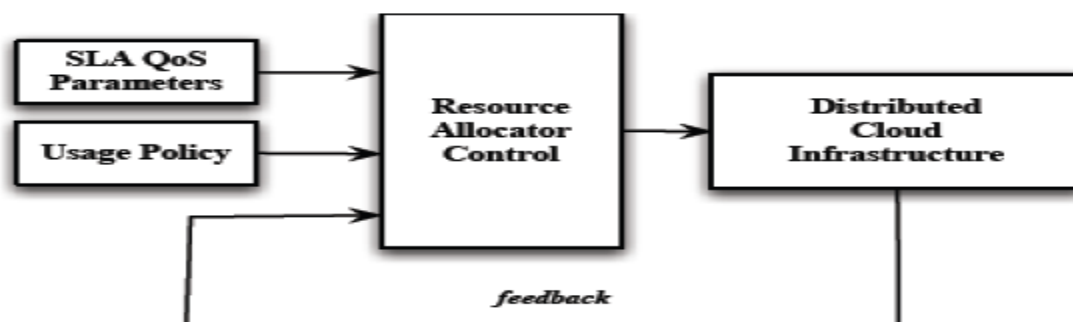 SLA QoS
Parameters
Usage Policy
Resource
Allocator
Control
Distributed
Cloud
Infrastructure
feedback